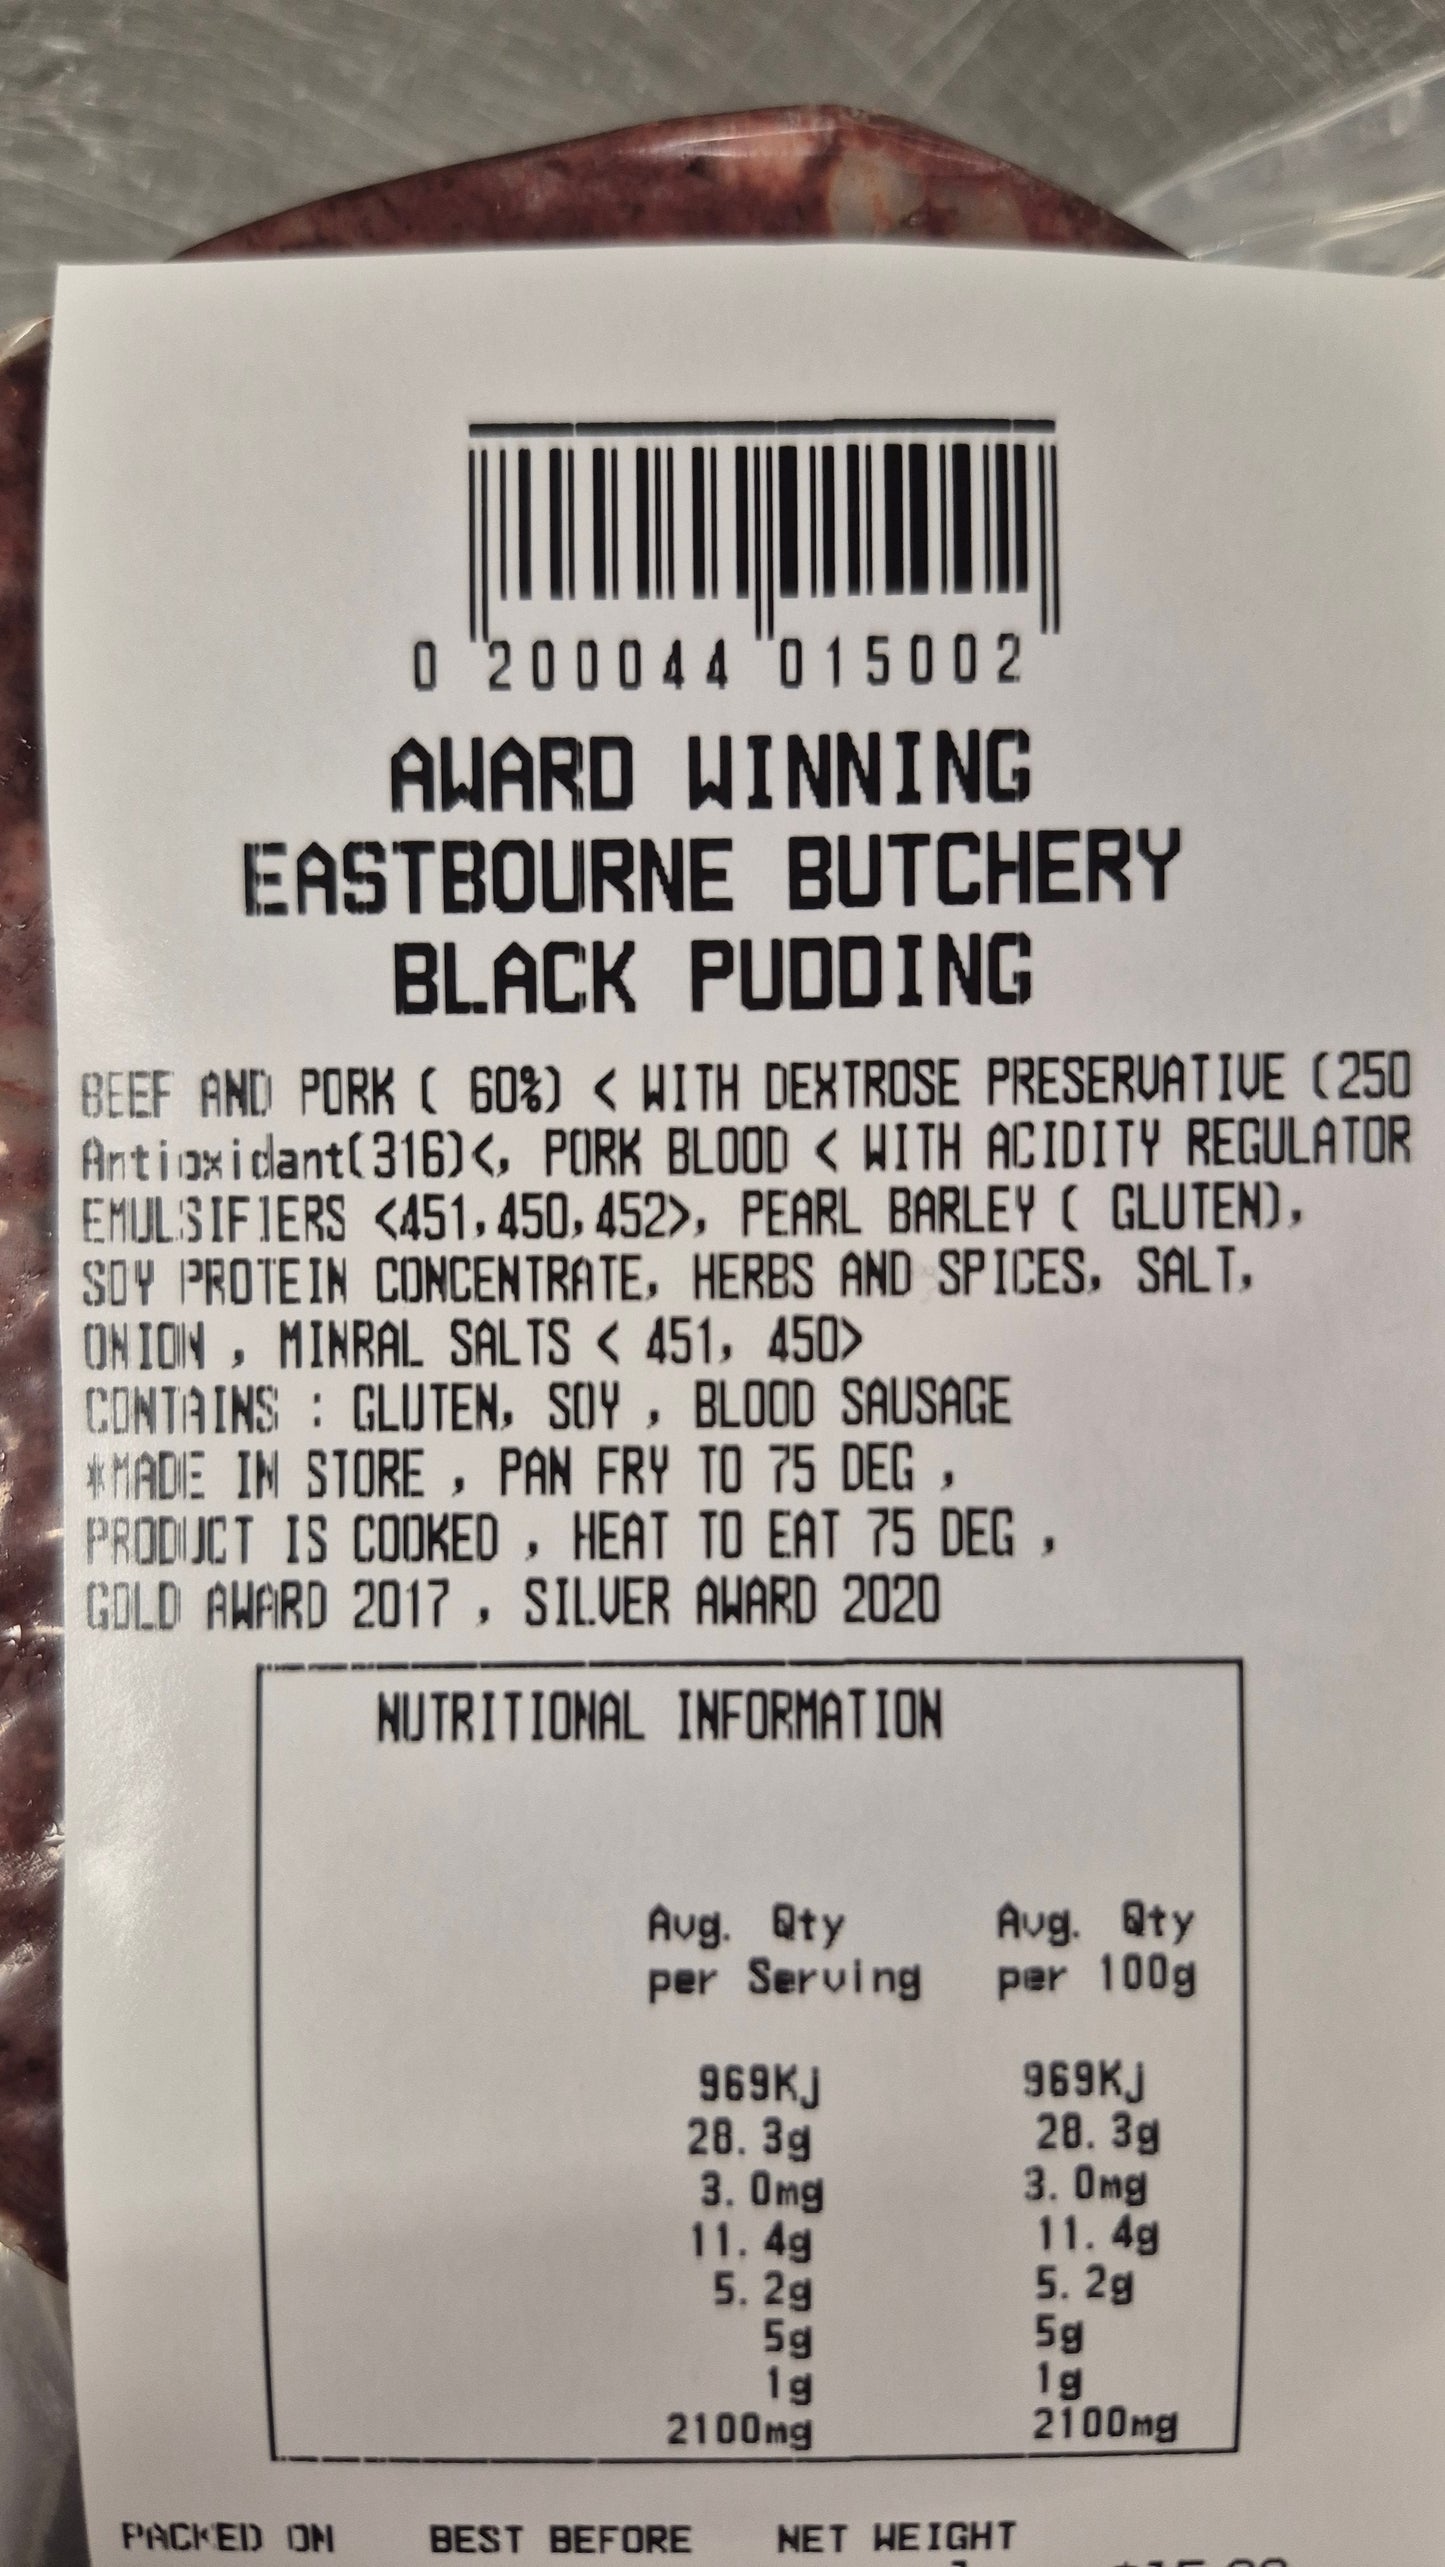 0 200044 015002
AWARD WINNING
EASTBOURNE BUTCHERY
BLACK PUDDING
BEEF AND PORK ( 60%) < WITH DEXTROSE PRESERVATIVE (250
Antioxidant(316)<, PORK BLOOD < WITH ACIDITY REGULATOR
EMULSIFIERS <451,450,452>, PEARL BARLEY ( GLUTEN),
SOY PROTEIN CONCENTRATE, HERBS AND SPICES, SALT,
ONION , MINRAL SALTS < 451, 450>
CONTAINS : GLUTEN, SOY , BLOOD SAUSAGE
*MADE IN STORE , PAN FRY TO 75 DEG ,
PRODUCT IS COOKED , HEAT TO EAT 75 DEG ,
GOLD AWARD 2017 , SILVER AWARD 2020
NUTRITIONAL INFORMATION
Avg. Qty Avg. Qty
per Serving per 100g
969Kj 969Kj
28.3g 28.3g
3.0mg 3.0mg
11.4g 11.4g
5.2g 5.2g
5g 5g
1g 1g
2100mg 2100mg
PACKED ON BEST BEFORE NET WEIGHT